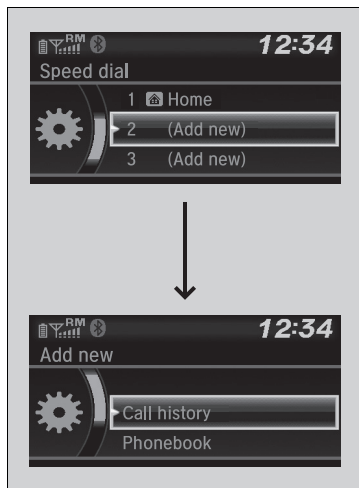 RM 12:34
Speed dial
1 Home
2 (Add new)
3 (Add new)
RM 12:34
Add new
Call history
Phonebook